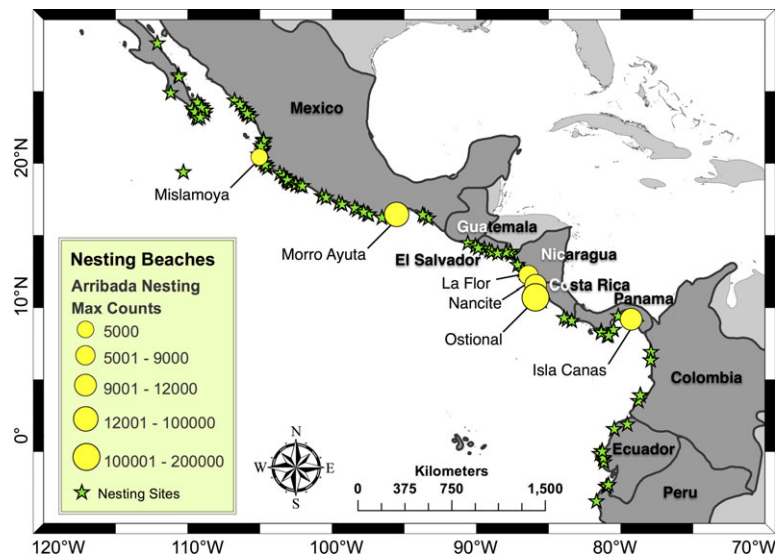 Mexico
20°N
Mislamoya
Guatemala
Morro Ayuta
El Salvador
Nicaragua
La Flor
Costa Rica
Nancite
Panama
10°N
Ostional
Isla Canas
Colombia
Nesting Beaches
Arribada Nesting
Max Counts
5000
5001 - 9000
9001 - 12000
12001 - 100000
100001 - 200000
Nesting Sites
0°
N
W E
S
Kilometers
0 375 750 1,500
Ecuador
Peru
120°W 110°W 100°W 90°W 80°W 70°W